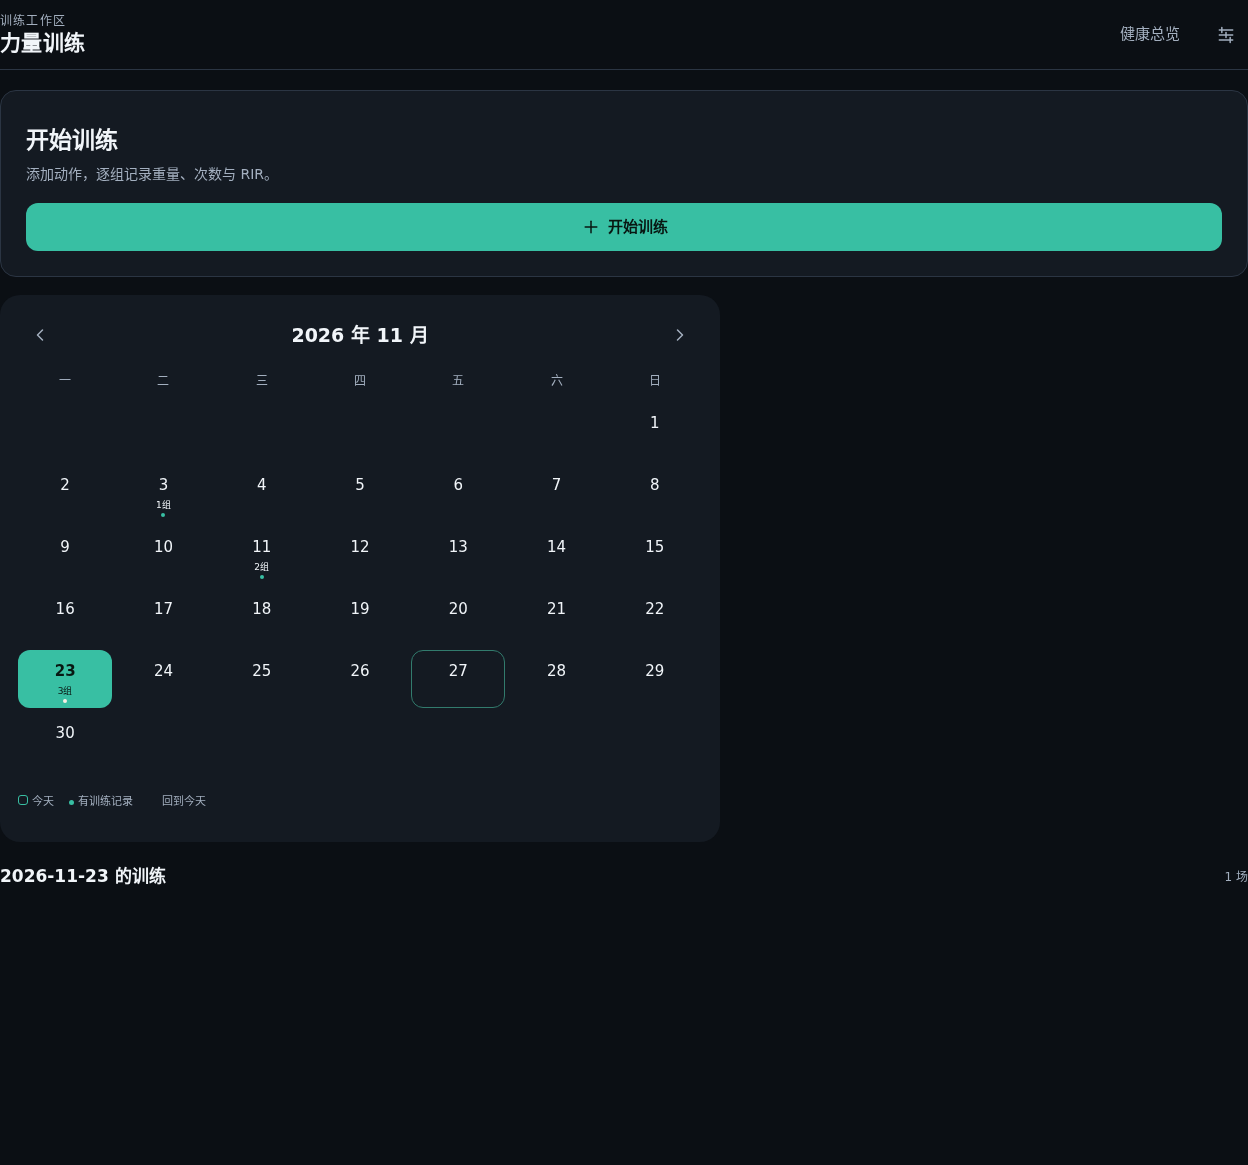 训练工作区
力量训练
健康总览
开始训练
添加动作，逐组记录重量、次数与 RIR。
开始训练
2026 年 11 月
一 二 三 四 五 六 日
1
2 3 4 5 6 7 8
1组
9 10 11 12 13 14 15
2组
16 17 18 19 20 21 22
23 24 25 26 27 28 29
3组
30
今天 有训练记录 回到今天
2026-11-23 的训练
1 场